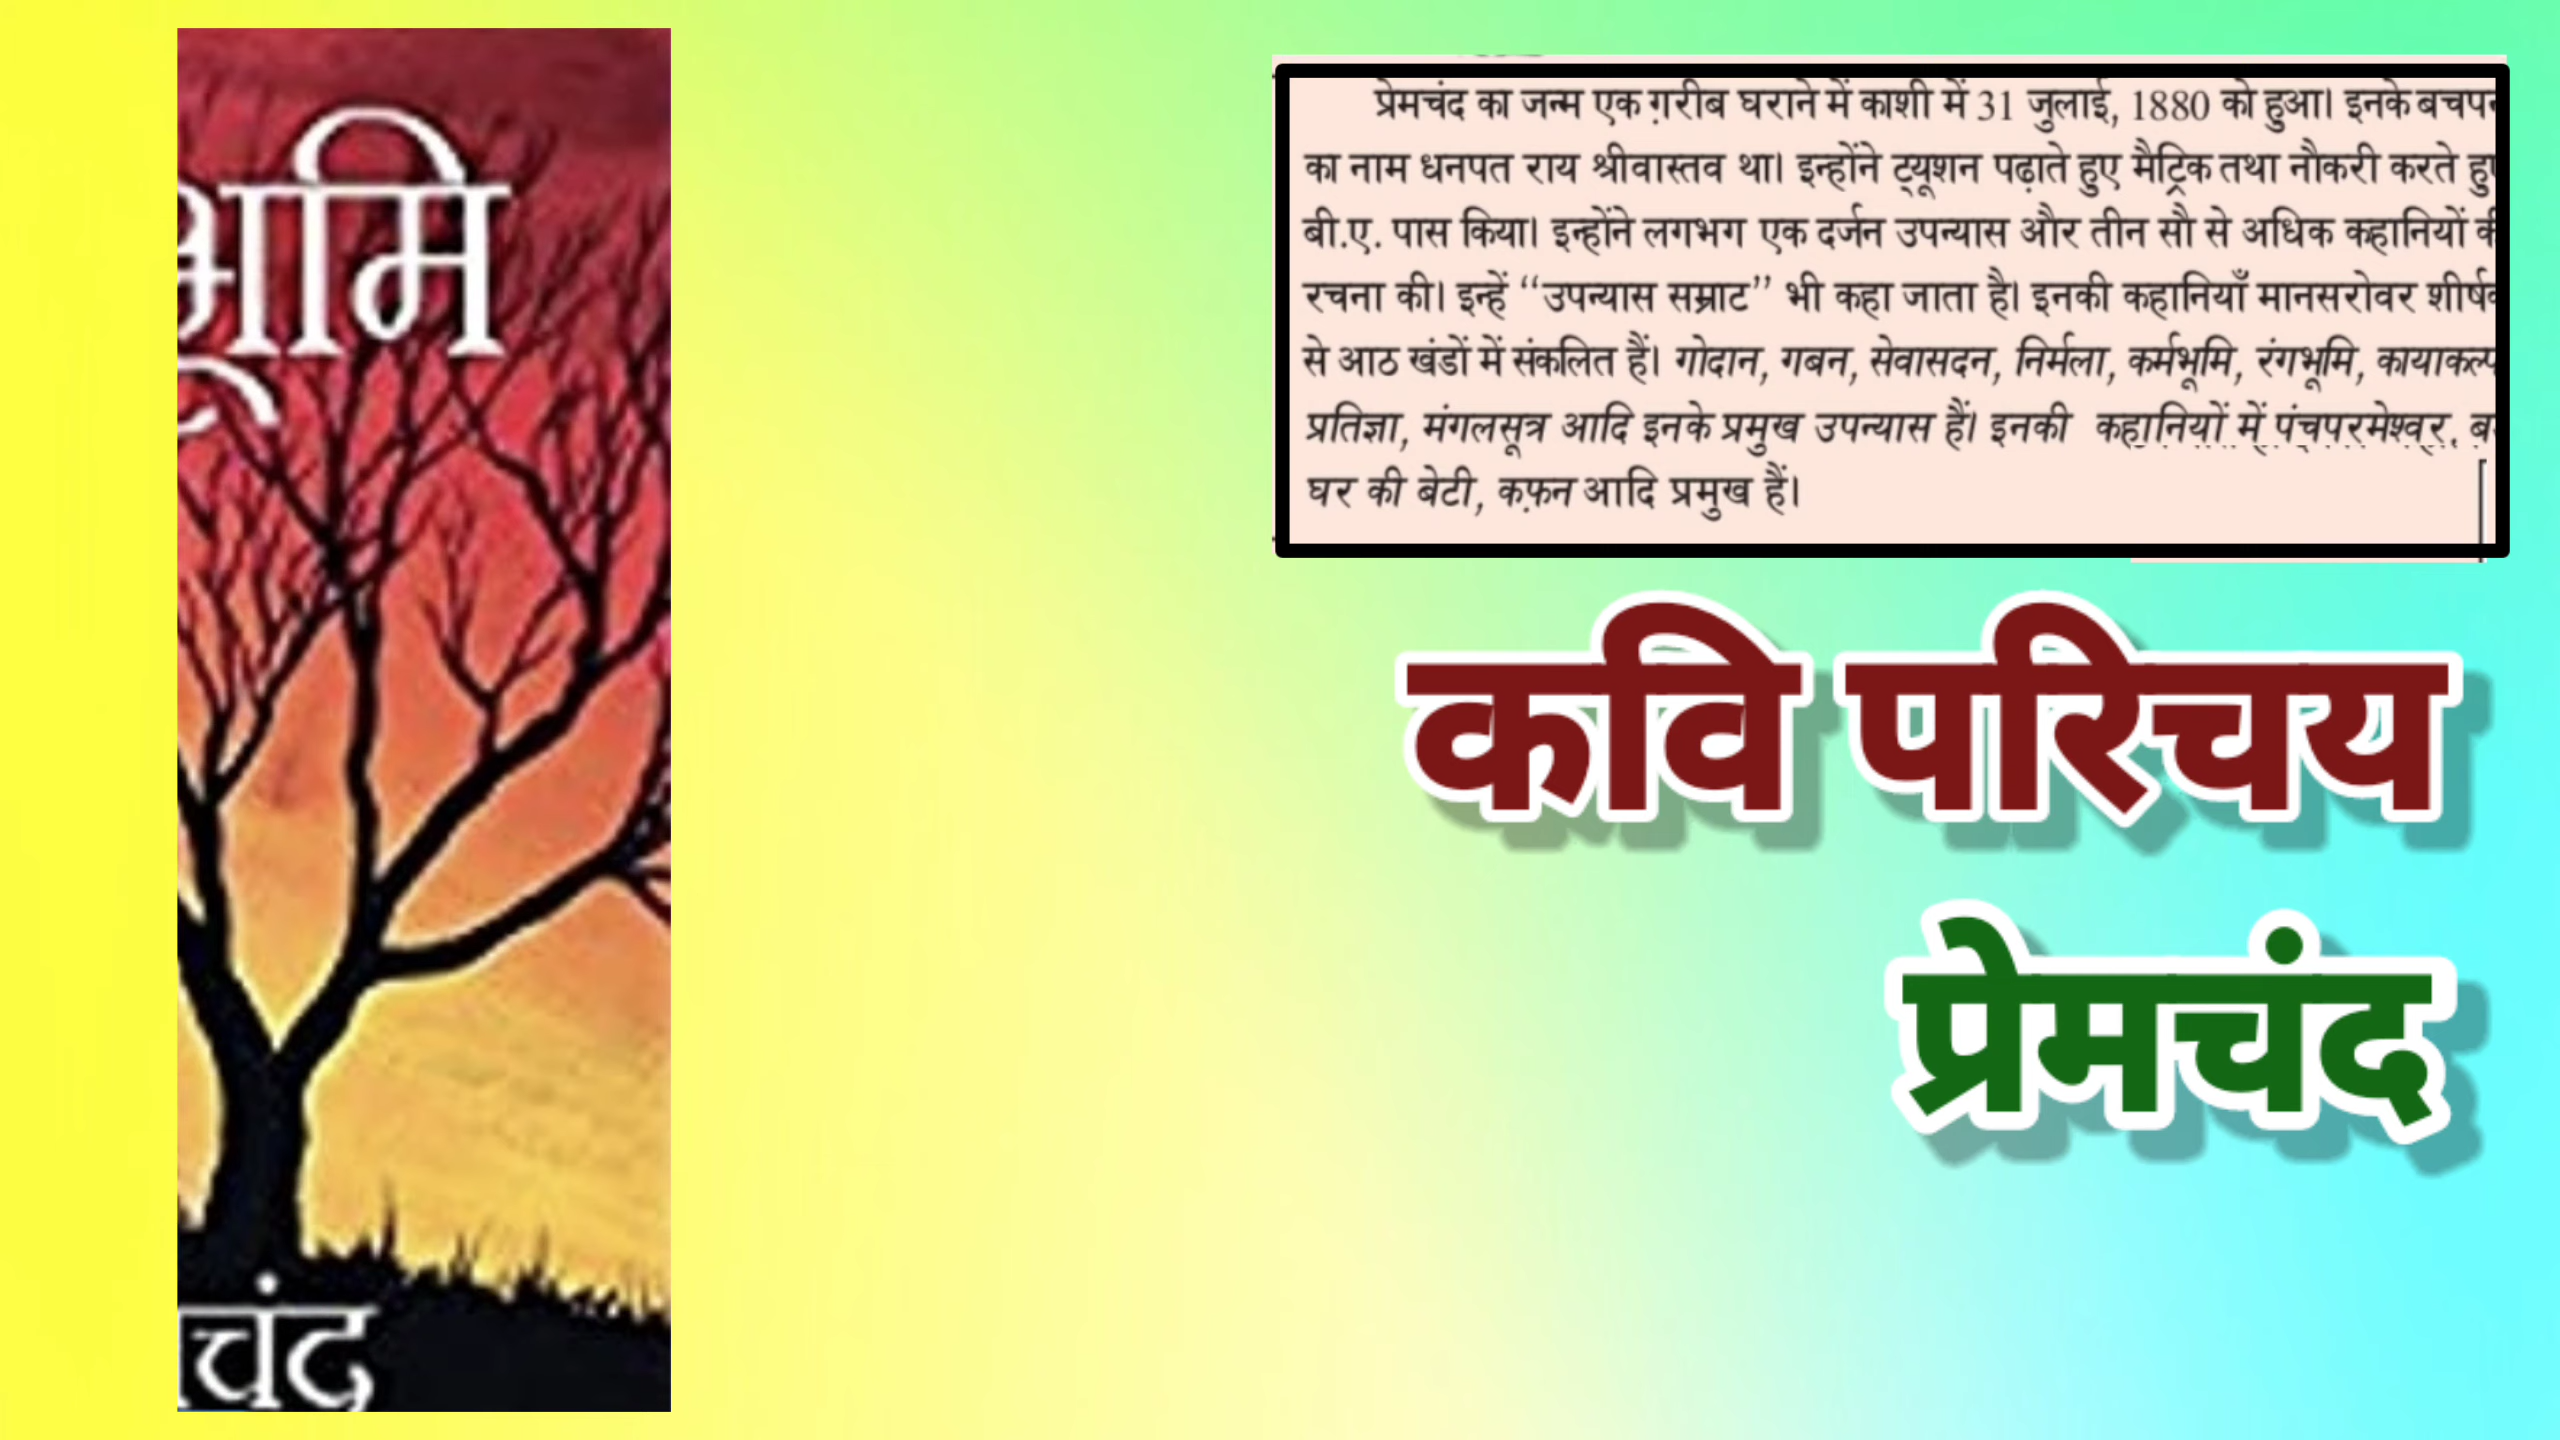 भूमि
चंद
प्रेमचंद का जन्म एक ग़रीब घराने में काशी में 31 जुलाई, 1880 को हुआ। इनके
का नाम धनपत राय श्रीवास्तव था। इन्होंने ट्यूशन पढ़ाते हुए मैट्रिक तथा नौकरी करते
बी.ए. पास किया। इन्होंने लगभग एक दर्जन उपन्यास और तीन सौ से अधिक कहानियों
रचना की। इन्हें “उपन्यास सम्राट” भी कहा जाता है। इनकी कहानियाँ मानसरोवर
से आठ खंडों में संकलित हैं। गोदान, गबन, सेवासदन, निर्मला, कर्मभूमि, रंगभूमि,
प्रतिज्ञा, मंगलसूत्र आदि इनके प्रमुख उपन्यास हैं। इनकी कहानियों में पंचपरमेश्वर,
घर की बेटी, कफ़न आदि प्रमुख हैं।
कवि परिचय
प्रेमचंद